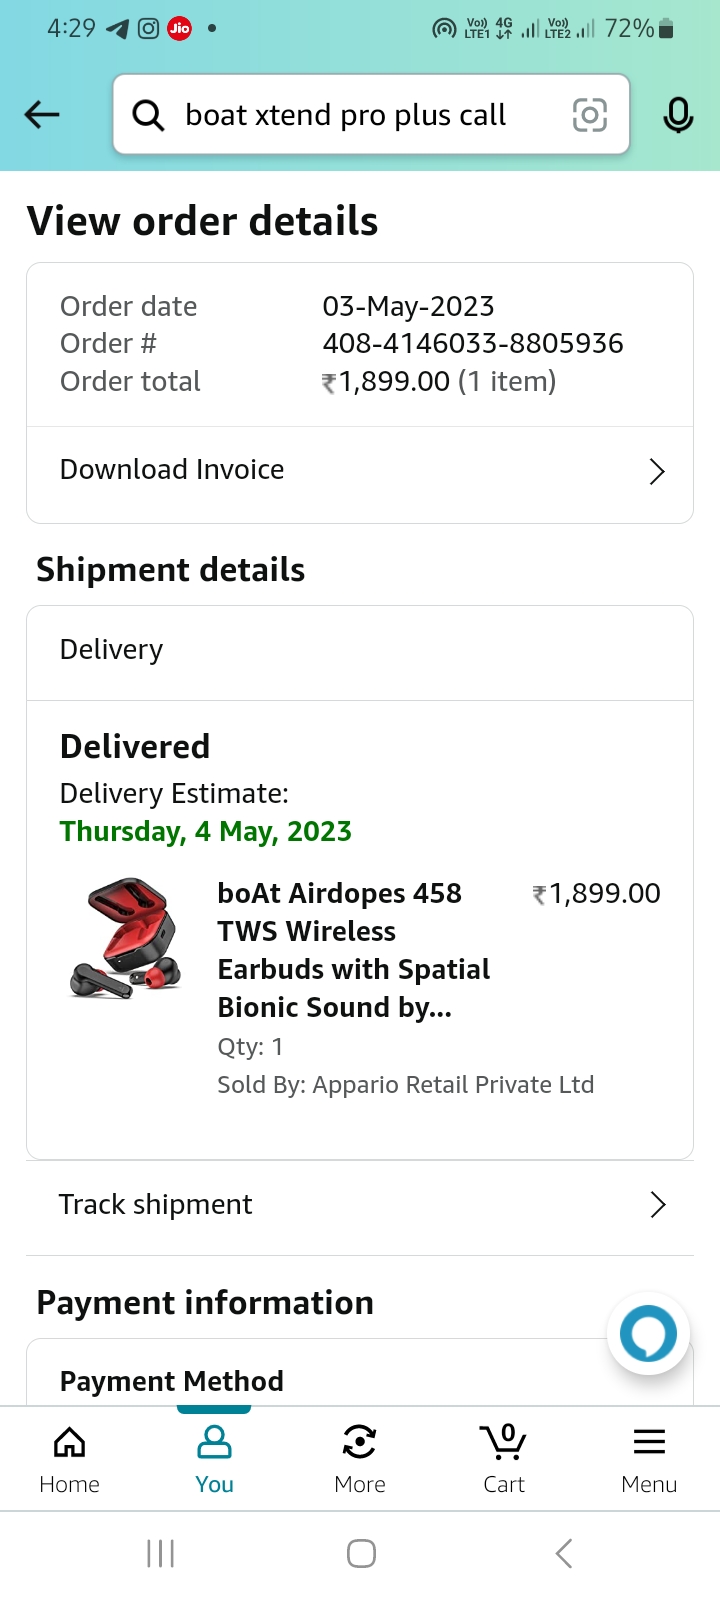 4:29 Jio Vo) LTE1 4G Vo) LTE2 72%
boat xtend pro plus call
View order details
Order date 03-May-2023
Order # 408-4146033-8805936
Order total ₹1,899.00 (1 item)
Download Invoice
Shipment details
Delivery
Delivered
Delivery Estimate:
Thursday, 4 May, 2023
boAt Airdopes 458 ₹1,899.00
TWS Wireless
Earbuds with Spatial
Bionic Sound by...
Qty: 1
Sold By: Appario Retail Private Ltd
Track shipment
Payment information
Payment Method
0
Home You More Cart Menu